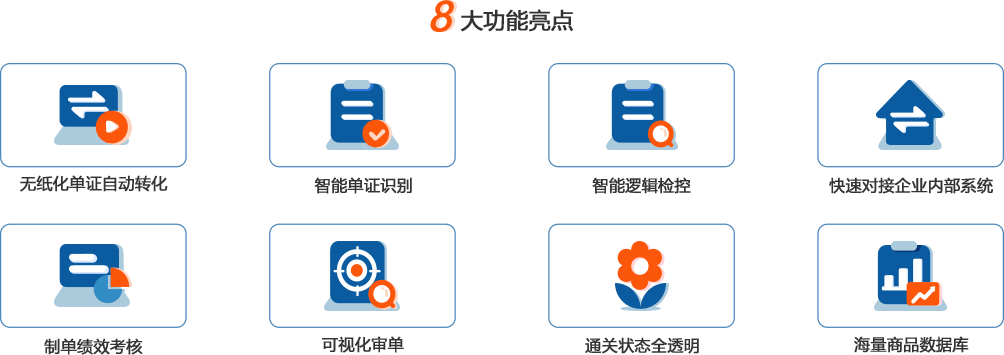 8大功能亮点
无纸化单证自动转化
智能单证识别
智能逻辑检控
快速对接企业内部系统
制单绩效考核
可视化审单
通关状态全透明
海量商品数据库